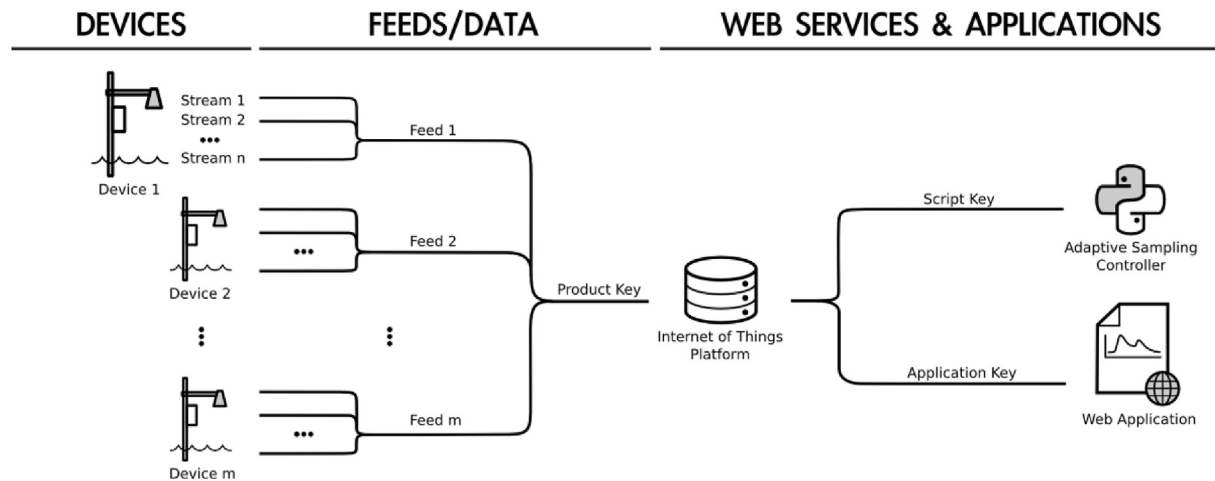 DEVICES
FEEDS/DATA
WEB SERVICES & APPLICATIONS
Stream 1
Stream 2
•••
Stream n
Device 1
Feed 1
Device 2
•••
Feed 2
Device m
•••
Feed m
Product Key
Internet of Things
Platform
Script Key
Adaptive Sampling
Controller
Application Key
Web Application